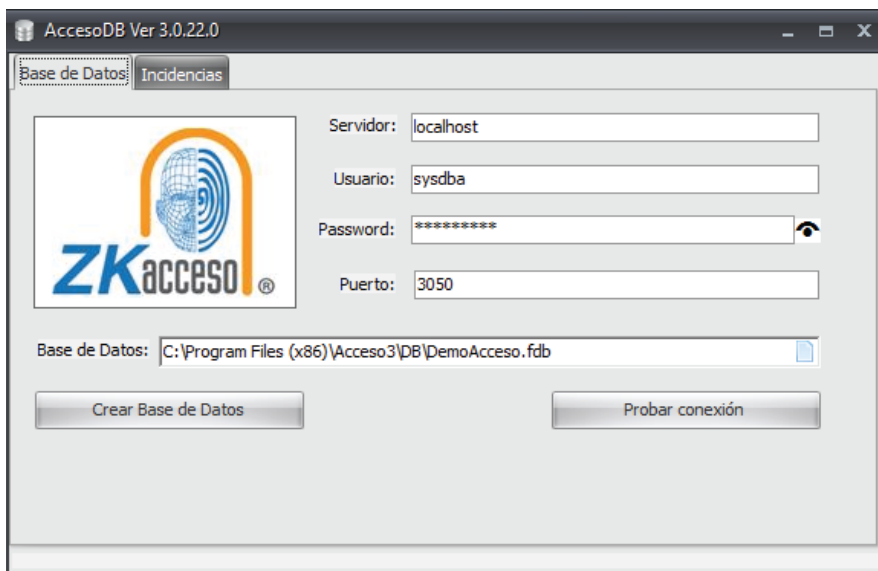 AccesoDB Ver 3.0.22.0
Base de Datos Incidencias
Servidor: localhost
Usuario: sysdba
Password: *********
Puerto: 3050
ZKacceso ®
Base de Datos: C:\Program Files (x86)\Acceso3\DB\DemoAcceso.fdb
Crear Base de Datos Probar conexión